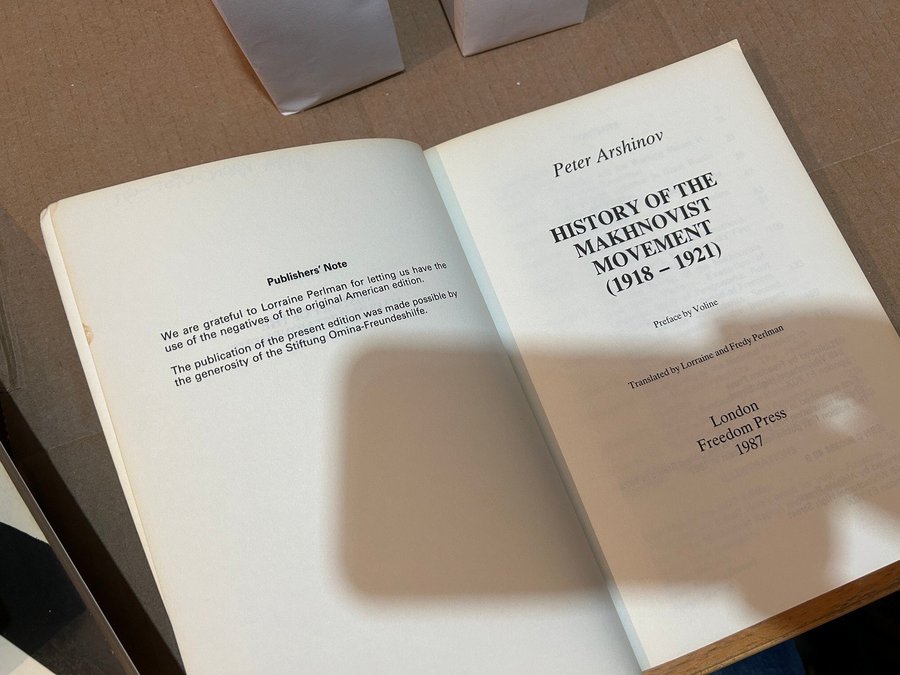 Publishers' Note
We are grateful to Lorraine Perlman for letting us have the
use of the negatives of the original American edition.
The publication of the present edition was made possible by
the generosity of the Stiftung Omina-Freundeshilfe.
Peter Arshinov
HISTORY OF THE
MAKHNOVIST
MOVEMENT
(1918 – 1921)
Preface by Voline
Translated by Lorraine and Fredy Perlman
London
Freedom Press
1987